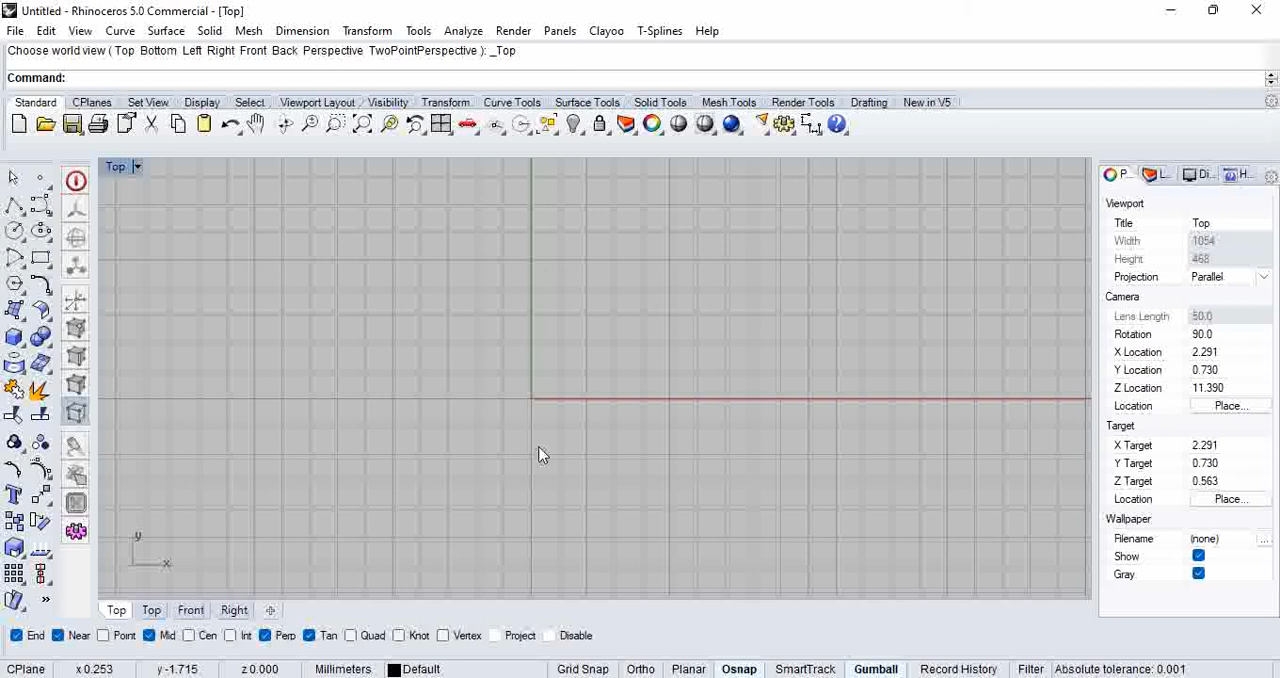 Untitled - Rhinoceros 5.0 Commercial - [Top]
File Edit View Curve Surface Solid Mesh Dimension Transform Tools Analyze Render Panels Clayoo T-Splines Help
Choose world view ( Top Bottom Left Right Front Back Perspective TwoPointPerspective ): _Top
Command:
Standard CPlanes Set View Display Select Viewport Layout Visibility Transform Curve Tools Surface Tools Solid Tools Mesh Tools Render Tools Drafting New in V5
Top
P... L... Di... H...
Viewport
Title Top
Width 1054
Height 468
Projection Parallel
Camera
Lens Length 50.0
Rotation 90.0
X Location 2.291
Y Location 0.730
Z Location 11.390
Location Place...
Target
X Target 2.291
Y Target 0.730
Z Target 0.563
Location Place...
Wallpaper
Filename (none) ...
Show
Gray
y
x
Top Top Front Right
End Near Point Mid Cen Int Perp Tan Quad Knot Vertex Project Disable
CPlane x 0.253 y -1.715 z 0.000 Millimeters Default Grid Snap Ortho Planar Osnap SmartTrack Gumball Record History Filter Absolute tolerance: 0.001